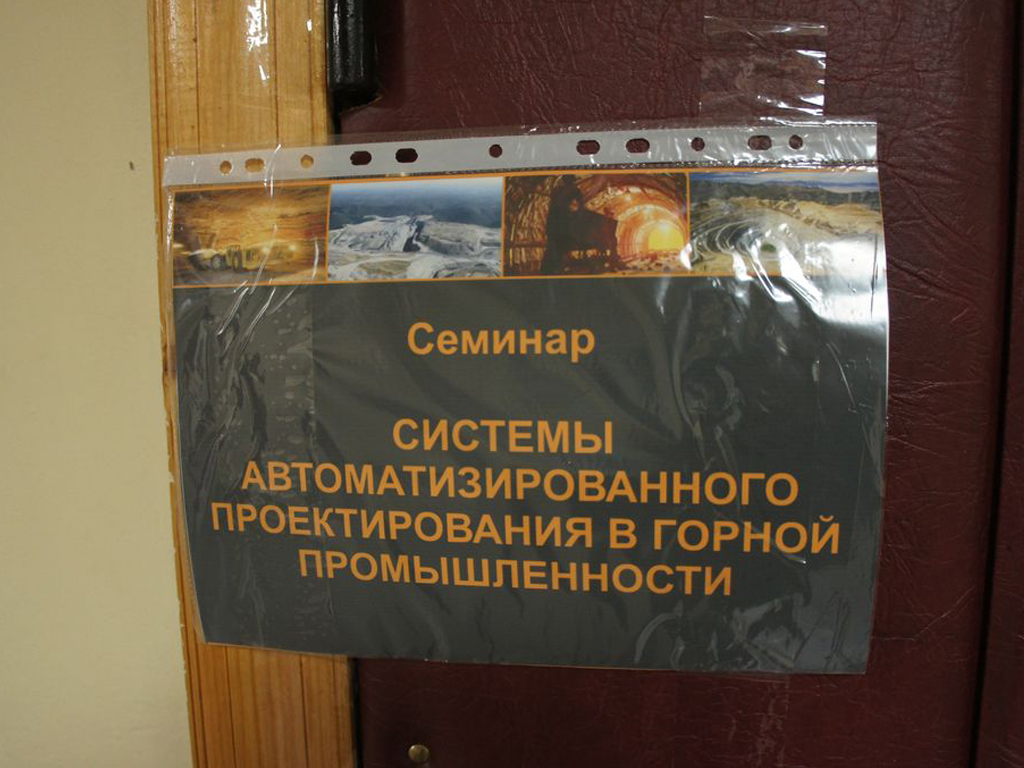 Семинар
СИСТЕМЫ
АВТОМАТИЗИРОВАННОГО
ПРОЕКТИРОВАНИЯ В ГОРНОЙ
ПРОМЫШЛЕННОСТИ